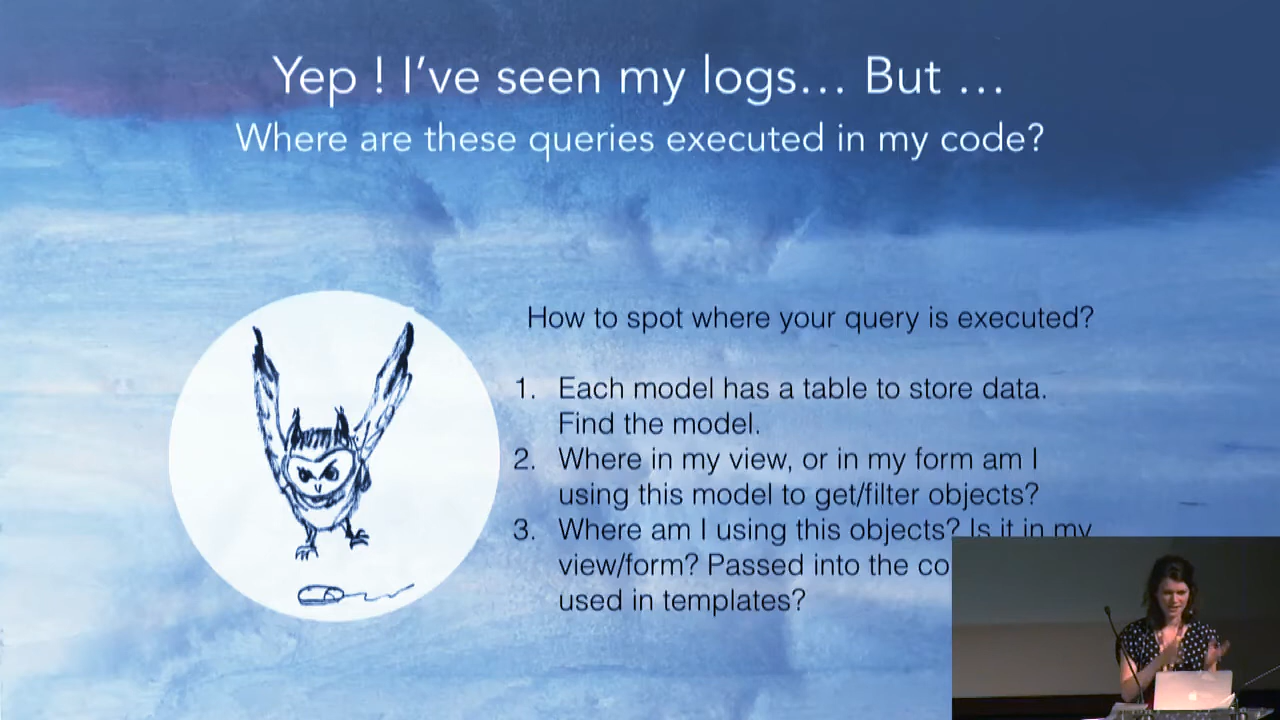 Yep ! I've seen my logs... But ...
Where are these queries executed in my code?
How to spot where your query is executed?
1. Each model has a table to store data.
Find the model.
2. Where in my view, or in my form am I
using this model to get/filter objects?
3. Where am I using this objects? Is it in my
view/form? Passed into the
used in templates?